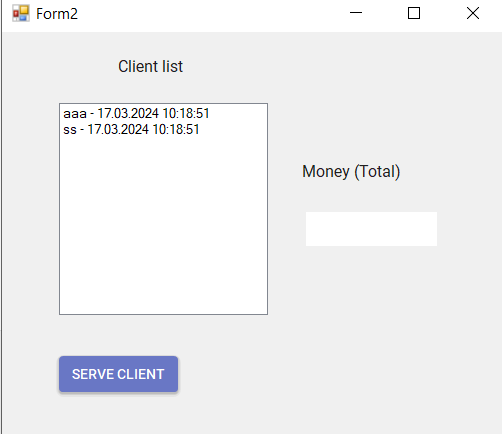 Form2
Client list
aaa - 17.03.2024 10:18:51
ss - 17.03.2024 10:18:51
Money (Total)
SERVE CLIENT